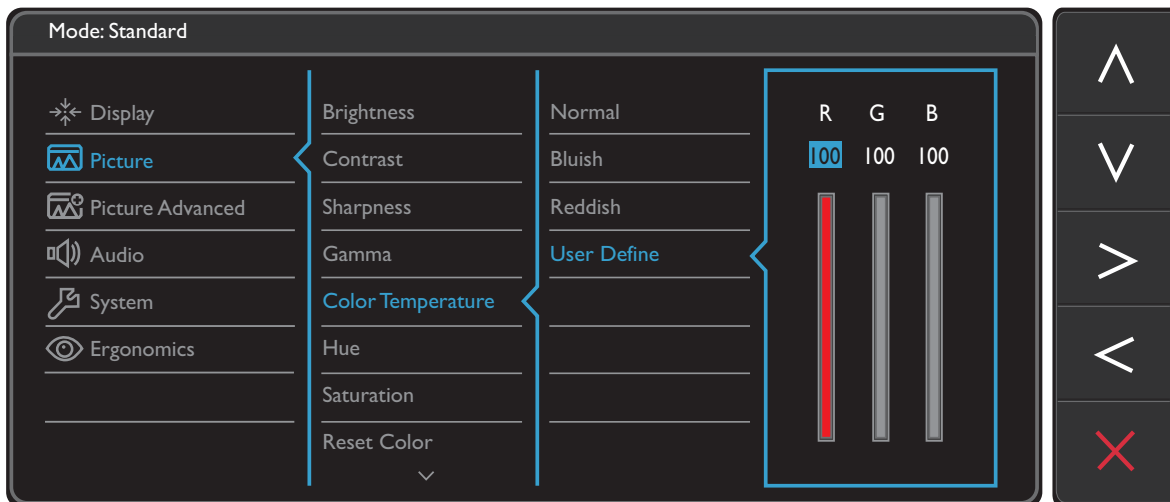 Mode: Standard
Display
Picture
Picture Advanced
Audio
System
Ergonomics
Brightness
Contrast
Sharpness
Gamma
Color Temperature
Hue
Saturation
Reset Color
Normal
Bluish
Reddish
User Define
R G B
100 100 100